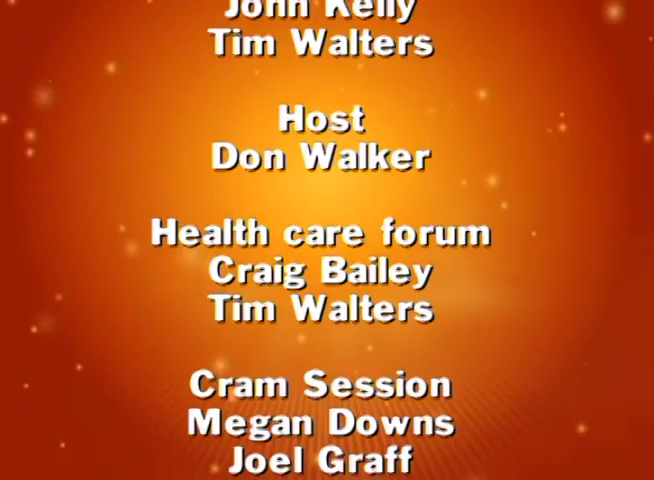 John Kelly
Tim Walters
Host
Don Walker
Health care forum
Craig Bailey
Tim Walters
Cram Session
Megan Downs
Joel Graff